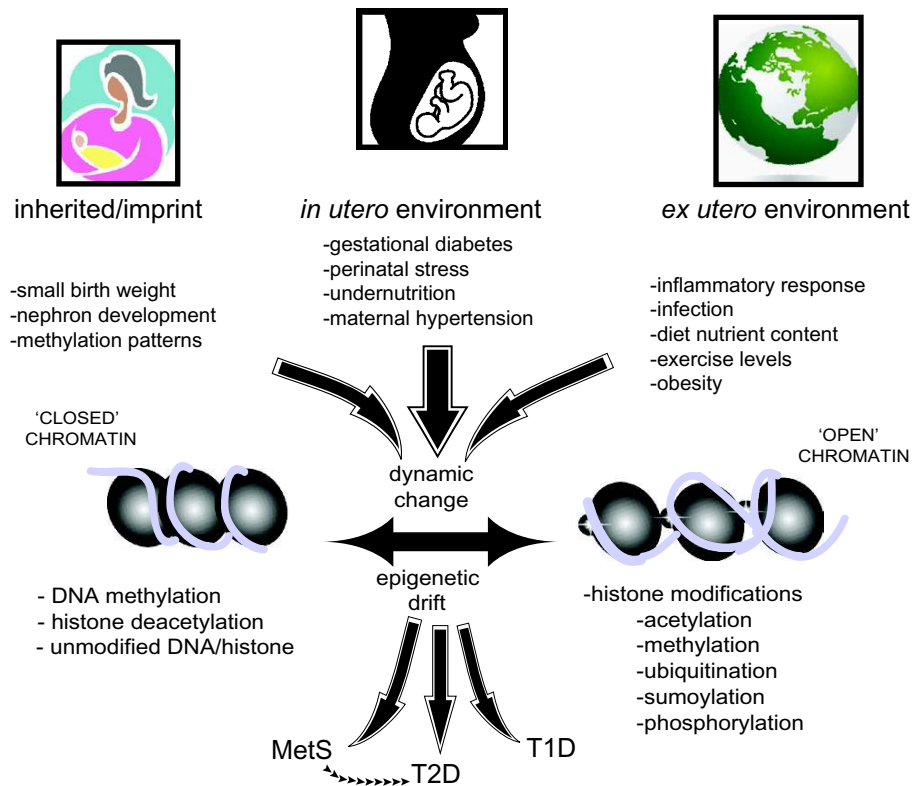 inherited/imprint
-small birth weight
-nephron development
-methylation patterns
in utero environment
-gestational diabetes
-perinatal stress
-undernutrition
-maternal hypertension
ex utero environment
-inflammatory response
-infection
-diet nutrient content
-exercise levels
-obesity
‘CLOSED’
CHROMATIN
dynamic
change
‘OPEN’
CHROMATIN
epigenetic
drift
- DNA methylation
- histone deacetylation
- unmodified DNA/histone
-histone modifications
-acetylation
-methylation
-ubiquitination
-sumoylation
-phosphorylation
MetS
T2D
T1D